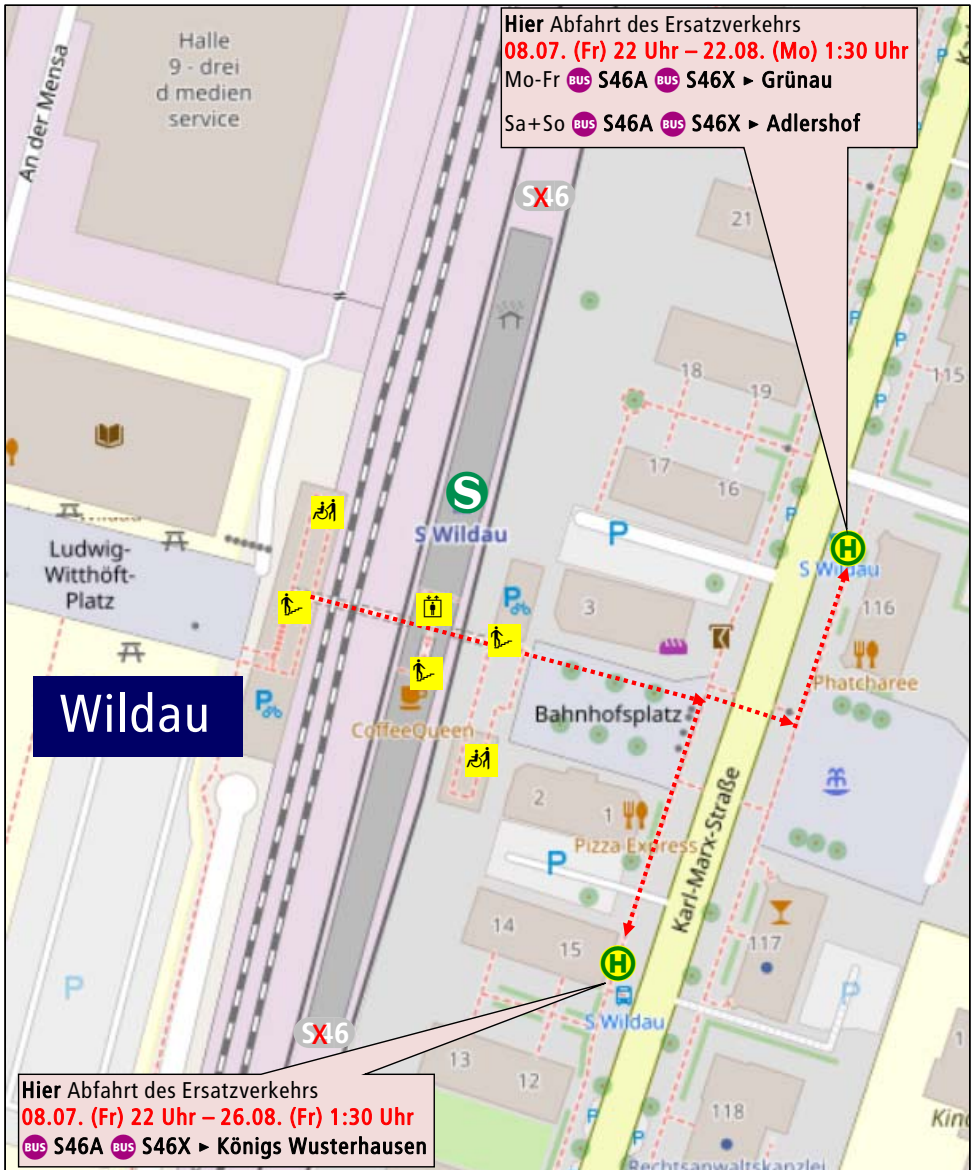 Hier Abfahrt des Ersatzverkehrs
08.07. (Fr) 22 Uhr – 22.08. (Mo) 1:30 Uhr
Mo-Fr BUS S46A BUS S46X ▸ Grünau
Sa+So BUS S46A BUS S46X ▸ Adlershof
An der Mensa
Halle
9 - drei
d medien
service
P
21
P
P
115
18
19
P
17
16
P
P
S
S Wildau
H
S Wildau
Ludwig-
Witthöft-
Platz
P
3
116
Phatcharee
Wildau
P
CoffeeQueen
Bahnhofsplatz
Karl-Marx-Straße
2
1
Pizza Express
P
14
15
117
H
P
P
S Wildau
13
12
118
P
P
Rechtsanwaltskanzlei
Hier Abfahrt des Ersatzverkehrs
08.07. (Fr) 22 Uhr – 26.08. (Fr) 1:30 Uhr
BUS S46A BUS S46X ▸ Königs Wusterhausen